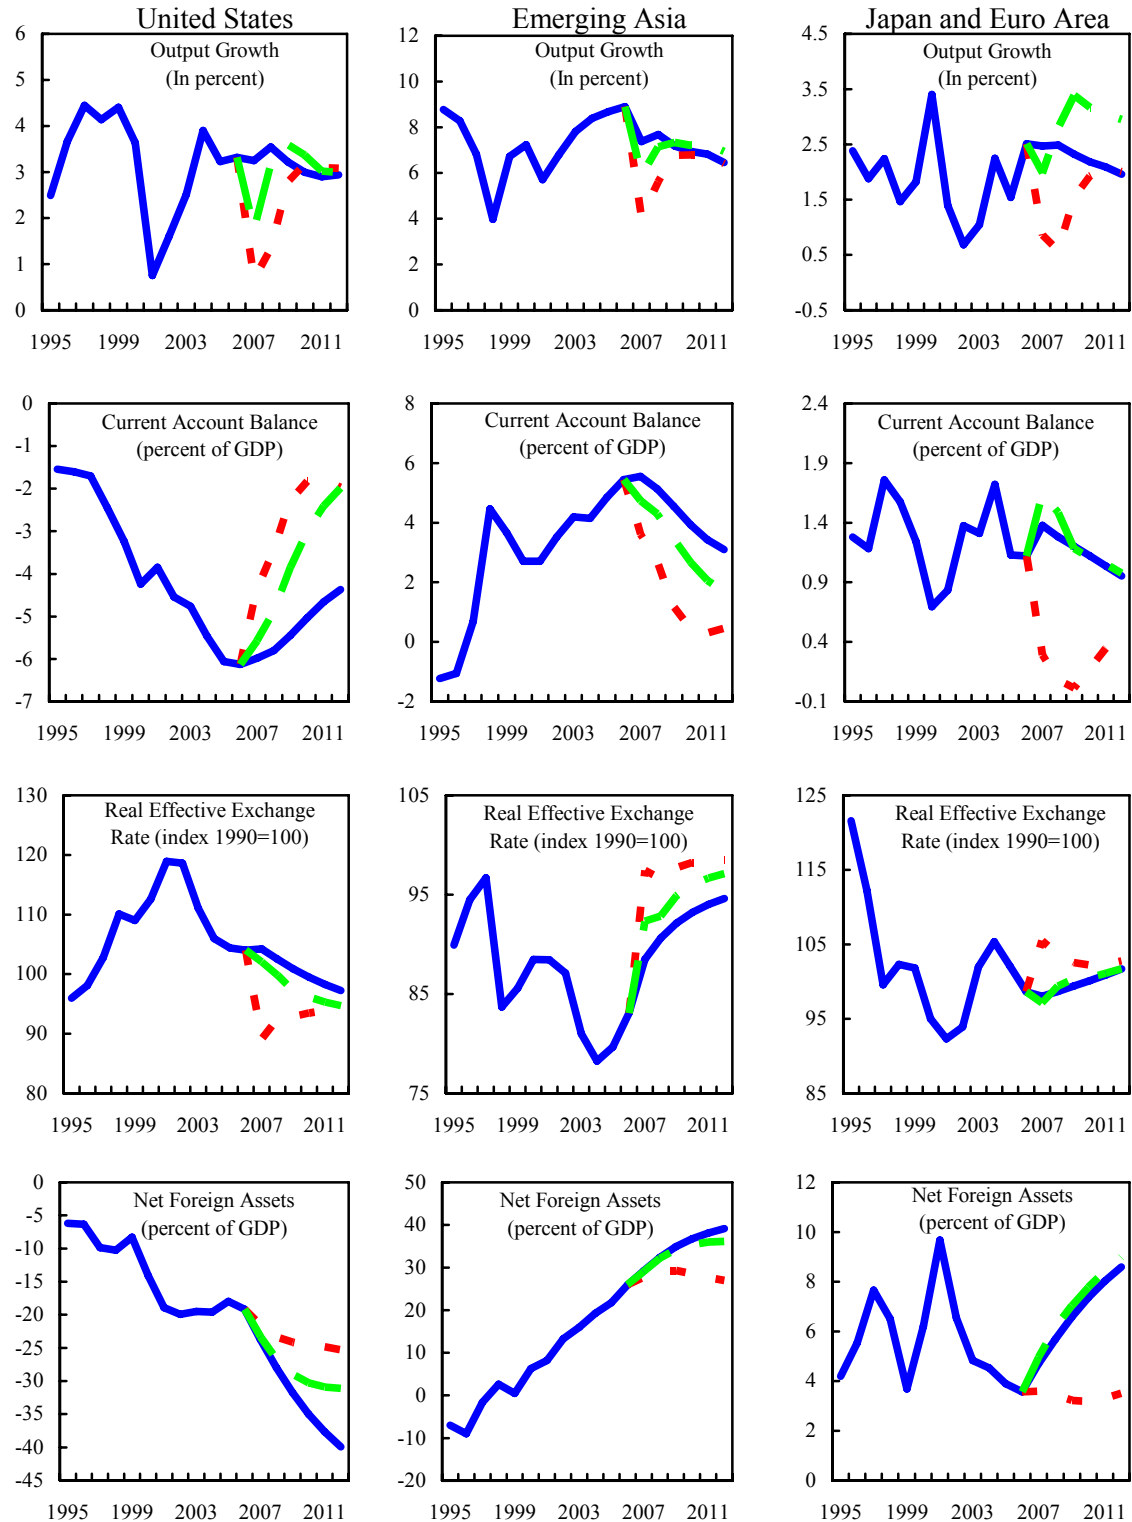 United States
Emerging Asia
Japan and Euro Area
Output Growth
(In percent)
6
5
4
3
2
1
0
1995 1999 2003 2007 2011
Output Growth
(In percent)
12
10
8
6
4
2
0
1995 1999 2003 2007 2011
Output Growth
(In percent)
4.5
3.5
2.5
1.5
0.5
-0.5
1995 1999 2003 2007 2011
Current Account Balance
(percent of GDP)
0
-1
-2
-3
-4
-5
-6
-7
1995 1999 2003 2007 2011
Current Account Balance
(percent of GDP)
8
6
4
2
0
-2
1995 1999 2003 2007 2011
Current Account Balance
(percent of GDP)
2.4
1.9
1.4
0.9
0.4
-0.1
1995 1999 2003 2007 2011
Real Effective Exchange
Rate (index 1990=100)
130
120
110
100
90
80
1995 1999 2003 2007 2011
Real Effective Exchange
Rate (index 1990=100)
105
95
85
75
1995 1999 2003 2007 2011
Real Effective Exchange
Rate (index 1990=100)
125
115
105
95
85
1995 1999 2003 2007 2011
Net Foreign Assets
(percent of GDP)
0
-5
-10
-15
-20
-25
-30
-35
-40
-45
1995 1999 2003 2007 2011
Net Foreign Assets
(percent of GDP)
50
40
30
20
10
0
-10
-20
1995 1999 2003 2007 2011
Net Foreign Assets
(percent of GDP)
12
10
8
6
4
2
0
1995 1999 2003 2007 2011